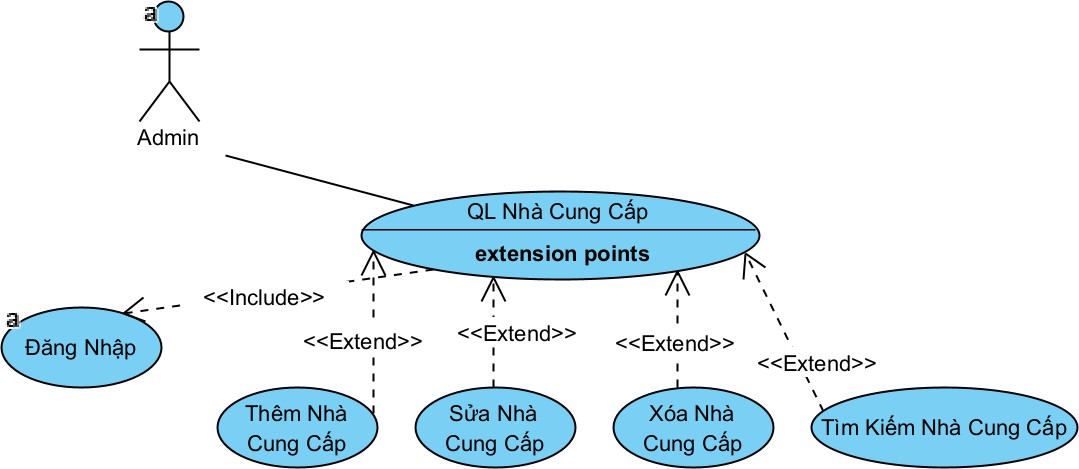 a
Admin
QL Nhà Cung Cấp
extension points
<<Include>>
a
Đăng Nhập
<<Extend>>
<<Extend>>
<<Extend>>
<<Extend>>
Thêm Nhà
Cung Cấp
Sửa Nhà
Cung Cấp
Xóa Nhà
Cung Cấp
Tìm Kiếm Nhà Cung Cấp